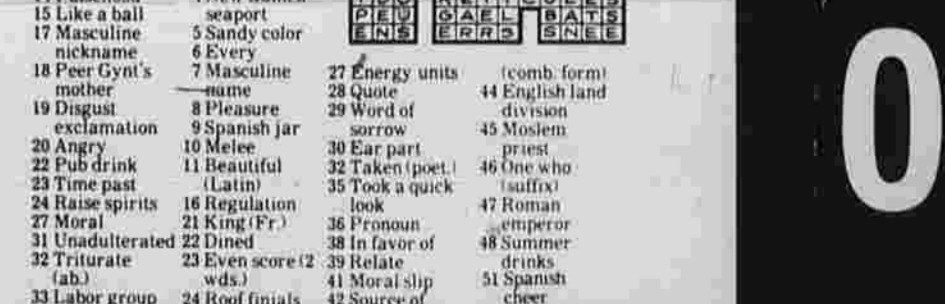 15 Like a ball
17 Masculine
nickname
18 Peer Gynt's
mother
19 Disgust
exclamation
20 Angry
22 Pub drink
23 Time past
24 Raise spirits
27 Moral
31 Unadulterated
32 Triturate
(ab.)
33 Labor group
seaport
5 Sandy color
6 Every
7 Masculine
name
8 Pleasure
9 Spanish jar
10 Melee
11 Beautiful
(Latin)
16 Regulation
21 King (Fr.)
22 Dined
23 Even score (2
wds.)
24 Roof finials
PEU GAEL BATS
ENS ERRS SNEE
27 Energy units
28 Quote
29 Word of
sorrow
30 Ear part
32 Taken (poet.)
35 Took a quick
look
36 Pronoun
38 In favor of
39 Relate
41 Moral slip
42 Source of
(comb. form)
44 English land
division
45 Moslem
priest
46 One who
(suffix)
47 Roman
emperor
48 Summer
drinks
51 Spanish
cheer
0